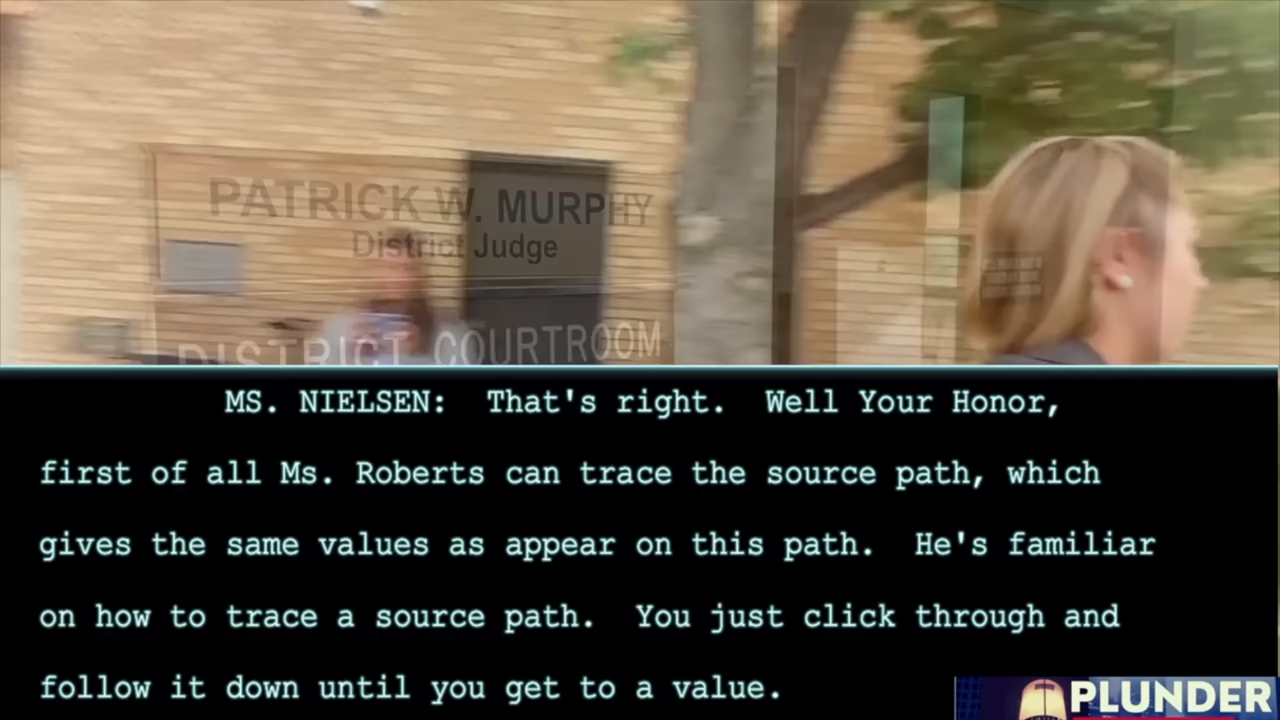 PATRICK W. MURPHY
District Judge
DISTRICT COURTROOM
MS. NIELSEN: That's right. Well Your Honor,
first of all Ms. Roberts can trace the source path, which
gives the same values as appear on this path. He's familiar
on how to trace a source path. You just click through and
follow it down until you get to a value.
PLUNDER